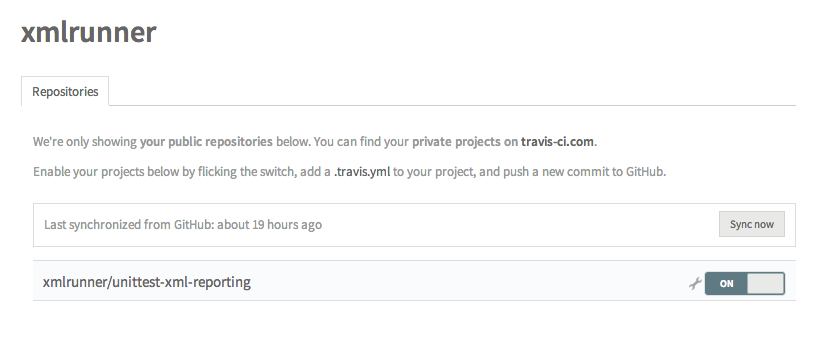 xmlrunner
Repositories
We're only showing your public repositories below. You can find your private projects on travis-ci.com.
Enable your projects below by flicking the switch, add a .travis.yml to your project, and push a new commit to GitHub.
Last synchronized from GitHub: about 19 hours ago
Sync now
xmlrunner/unittest-xml-reporting
ON